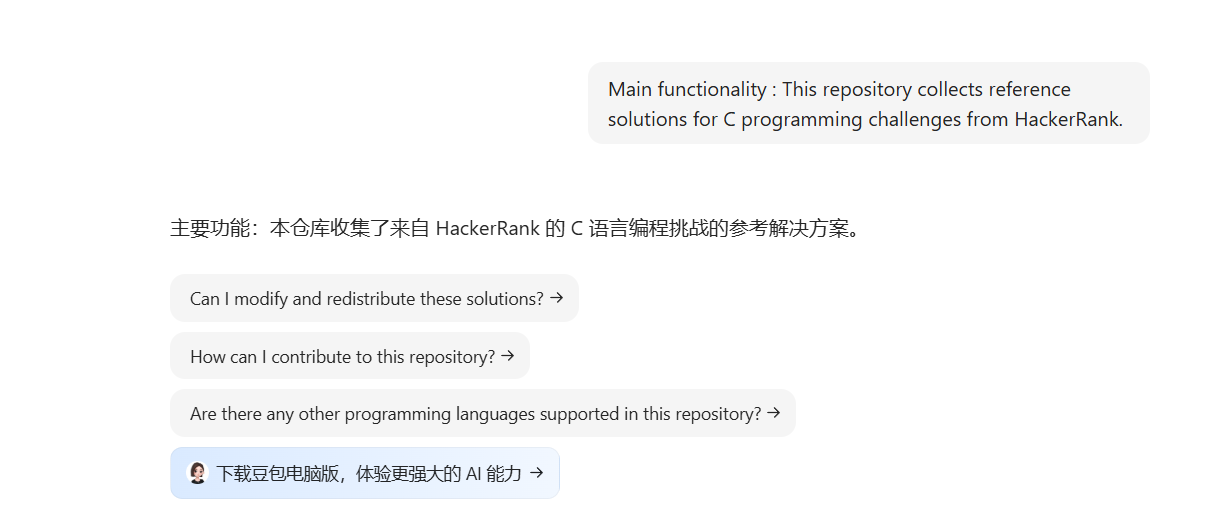 Main functionality : This repository collects reference
solutions for C programming challenges from HackerRank.
主要功能：本仓库收集了来自 HackerRank 的 C 语言编程挑战的参考解决方案。
Can I modify and redistribute these solutions? →
How can I contribute to this repository? →
Are there any other programming languages supported in this repository? →
下载豆包电脑版，体验更强大的 AI 能力 →